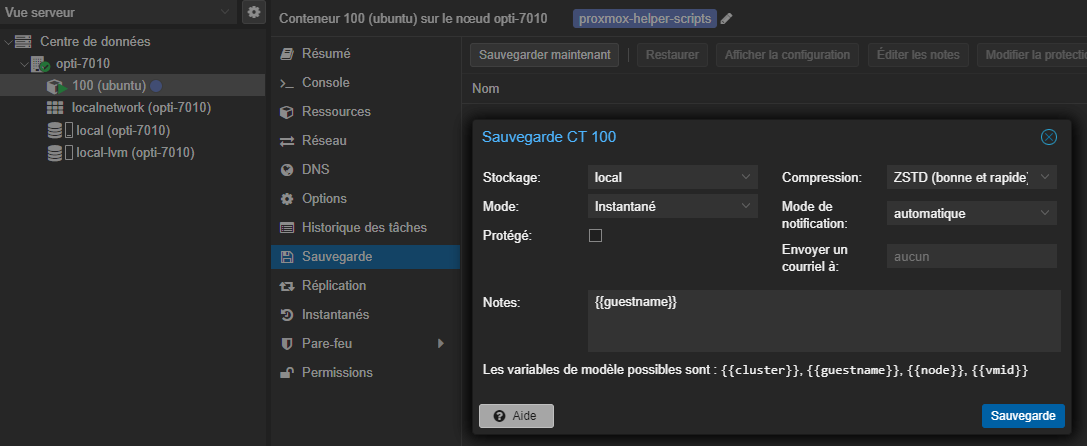 Vue serveur
Centre de données
opti-7010
100 (ubuntu)
localnetwork (opti-7010)
local (opti-7010)
local-lvm (opti-7010)
Conteneur 100 (ubuntu) sur le nœud opti-7010 proxmox-helper-scripts
Résumé
Console
Ressources
Réseau
DNS
Options
Historique des tâches
Sauvegarde
Réplication
Instantanés
Pare-feu
Permissions
Sauvegarder maintenant Restaurer Afficher la configuration Éditer les notes Modifier la protectio
Nom
Sauvegarde CT 100
Stockage: local Compression: ZSTD (bonne et rapide)
Mode: Instantané Mode de
notification: automatique
Protégé:
Envoyer un
courriel à: aucun
Notes: {{guestname}}
Les variables de modèle possibles sont : {{cluster}}, {{guestname}}, {{node}}, {{vmid}}
Aide Sauvegarde